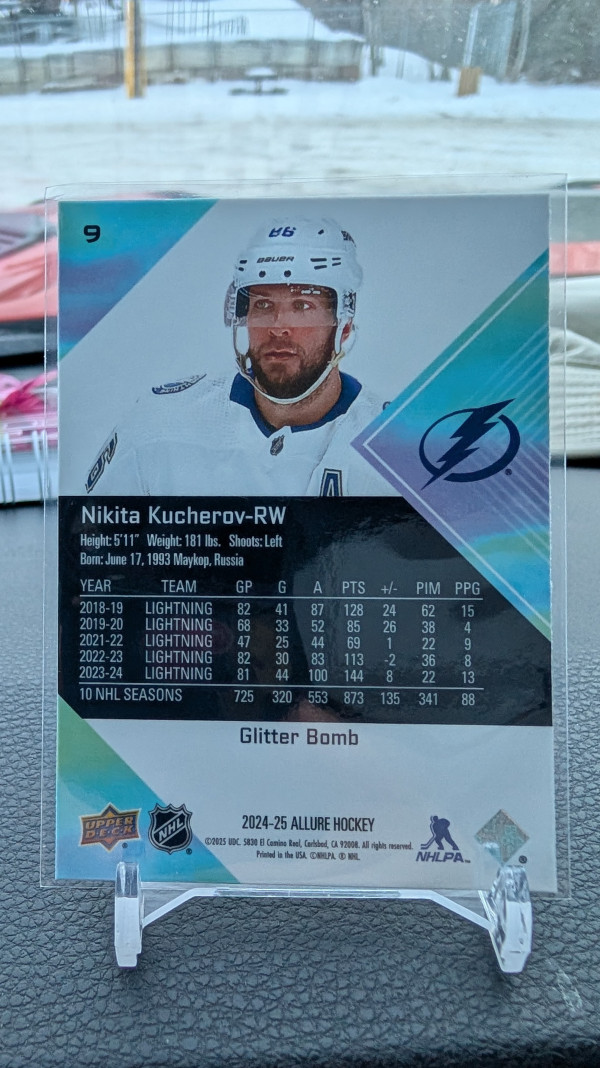 9
86
BAUER
A
Nikita Kucherov-RW
Height: 5'11" Weight: 181 lbs. Shoots: Left
Born: June 17, 1993 Maykop, Russia
YEAR TEAM GP G A PTS +/- PIM PPG
2018-19 LIGHTNING 82 41 87 128 24 62 15
2019-20 LIGHTNING 68 33 52 85 26 38 4
2021-22 LIGHTNING 47 25 44 69 1 22 9
2022-23 LIGHTNING 82 30 83 113 -2 36 8
2023-24 LIGHTNING 81 44 100 144 8 22 13
10 NHL SEASONS 725 320 553 873 135 341 88
Glitter Bomb
UPPER DECK
NHL
®
2024-25 ALLURE HOCKEY
©2025 UDC. 5830 El Camino Real, Carlsbad, CA 92008. All rights reserved.
Printed in the USA. ©NHLPA. ® NHL.
NHLPA™
®